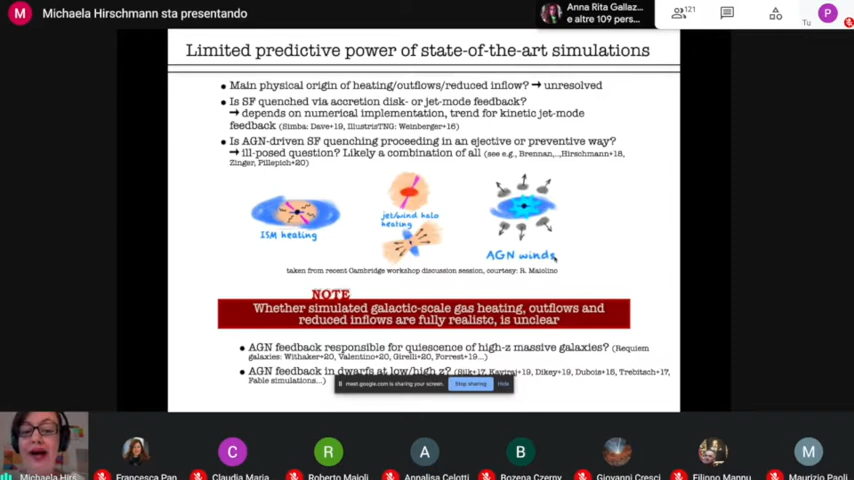 Michaela Hirschmann sta presentando
Anna Rita Gallaz...
e altre 109 pers...
121
Tu
M
P
Limited predictive power of state-of-the-art simulations
• Main physical origin of heating/outflows/reduced inflow? → unresolved
• Is SF quenched via accretion disk- or jet-mode feedback?
→ depends on numerical implementation, trend for kinetic jet-mode
feedback (Simba: Dave+19, IllustrisTNG: Weinberger+16)
• Is AGN-driven SF quenching proceeding in an ejective or preventive way?
→ ill-posed question? Likely a combination of all (see e.g., Brennan,..,Hirschmann+18,
Zinger, Pillepich+20)
ISM heating
jet/wind halo
heating
AGN winds
taken from recent Cambridge workshop discussion session, courtesy: R. Maiolino
NOTE
Whether simulated galactic-scale gas heating, outflows and
reduced inflows are fully realistc, is unclear
• AGN feedback responsible for quiescence of high-z massive galaxies? (Requiem
galaxies: Withaker+20, Valentino+20, Girelli+20, Forrest+19...)
• AGN feedback in dwarfs at low/high z? Kaviraj+19, Dikey+19, Dubois+15, Trebitsch+17,
Fable simulations...)
meet.google.com is sharing your screen.
Stop sharing
Hide
C
R
A
B
M
Michaela Hirs...
Francesca Pan...
Claudia Maria...
Roberto Maioli...
Annalisa Celotti
Bozena Czerny
Giovanni Cresci
Filippo Mannu...
Maurizio Paoli...